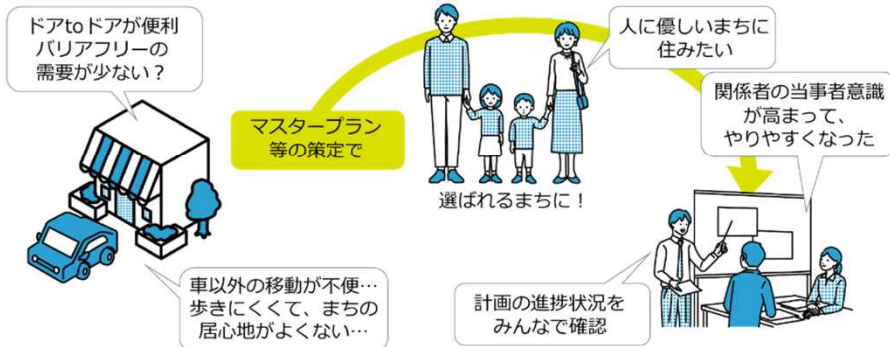 ドアtoドアが便利
バリアフリーの
需要が少ない？
マスタープラン
等の策定で
人に優しいまちに
住みたい
関係者の当事者意識
が高まって、
やりやすくなった
選ばれるまちに！
車以外の移動が不便…
歩きにくくて、まちの
居心地がよくない…
計画の進捗状況を
みんなで確認